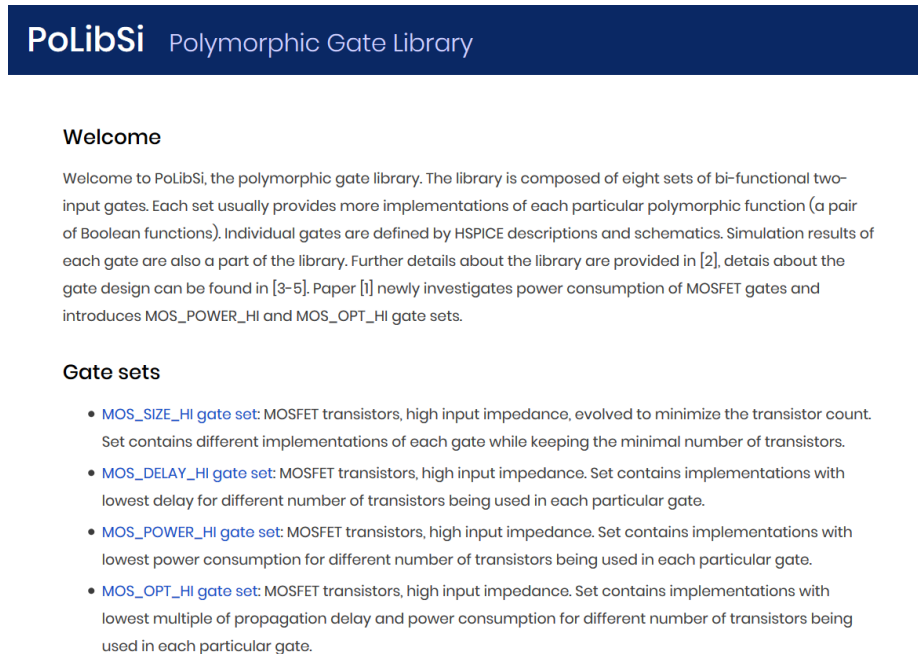 PoLibSi Polymorphic Gate Library
Welcome
Welcome to PoLibSi, the polymorphic gate library. The library is composed of eight sets of bi-functional two-
input gates. Each set usually provides more implementations of each particular polymorphic function (a pair
of Boolean functions). Individual gates are defined by HSPICE descriptions and schematics. Simulation results of
each gate are also a part of the library. Further details about the library are provided in [2], detais about the
gate design can be found in [3-5]. Paper [1] newly investigates power consumption of MOSFET gates and
introduces MOS_POWER_HI and MOS_OPT_HI gate sets.
Gate sets
• MOS_SIZE_HI gate set: MOSFET transistors, high input impedance, evolved to minimize the transistor count.
Set contains different implementations of each gate while keeping the minimal number of transistors.
• MOS_DELAY_HI gate set: MOSFET transistors, high input impedance. Set contains implementations with
lowest delay for different number of transistors being used in each particular gate.
• MOS_POWER_HI gate set: MOSFET transistors, high input impedance. Set contains implementations with
lowest power consumption for different number of transistors being used in each particular gate.
• MOS_OPT_HI gate set: MOSFET transistors, high input impedance. Set contains implementations with
lowest multiple of propagation delay and power consumption for different number of transistors being
used in each particular gate.